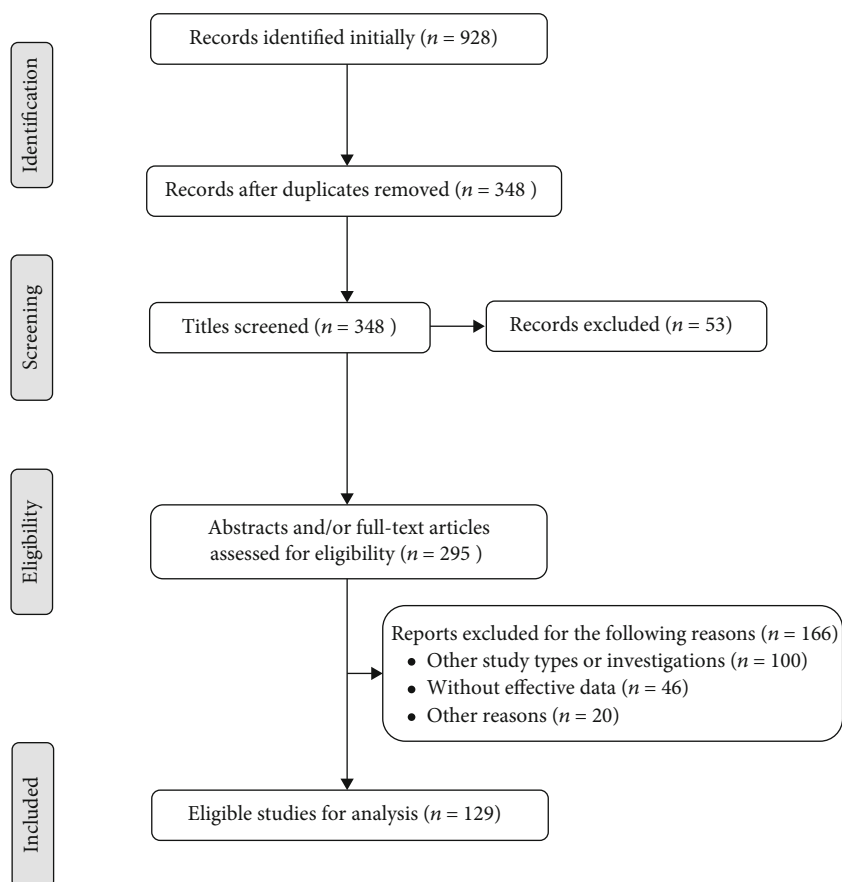 Identification
Records identified initially (n = 928)
Records after duplicates removed (n = 348 )
Screening
Titles screened (n = 348 )
Records excluded (n = 53)
Eligibility
Abstracts and/or full-text articles
assessed for eligibility (n = 295 )
Reports excluded for the following reasons (n = 166)
• Other study types or investigations (n = 100)
• Without effective data (n = 46)
• Other reasons (n = 20)
Included
Eligible studies for analysis (n = 129)